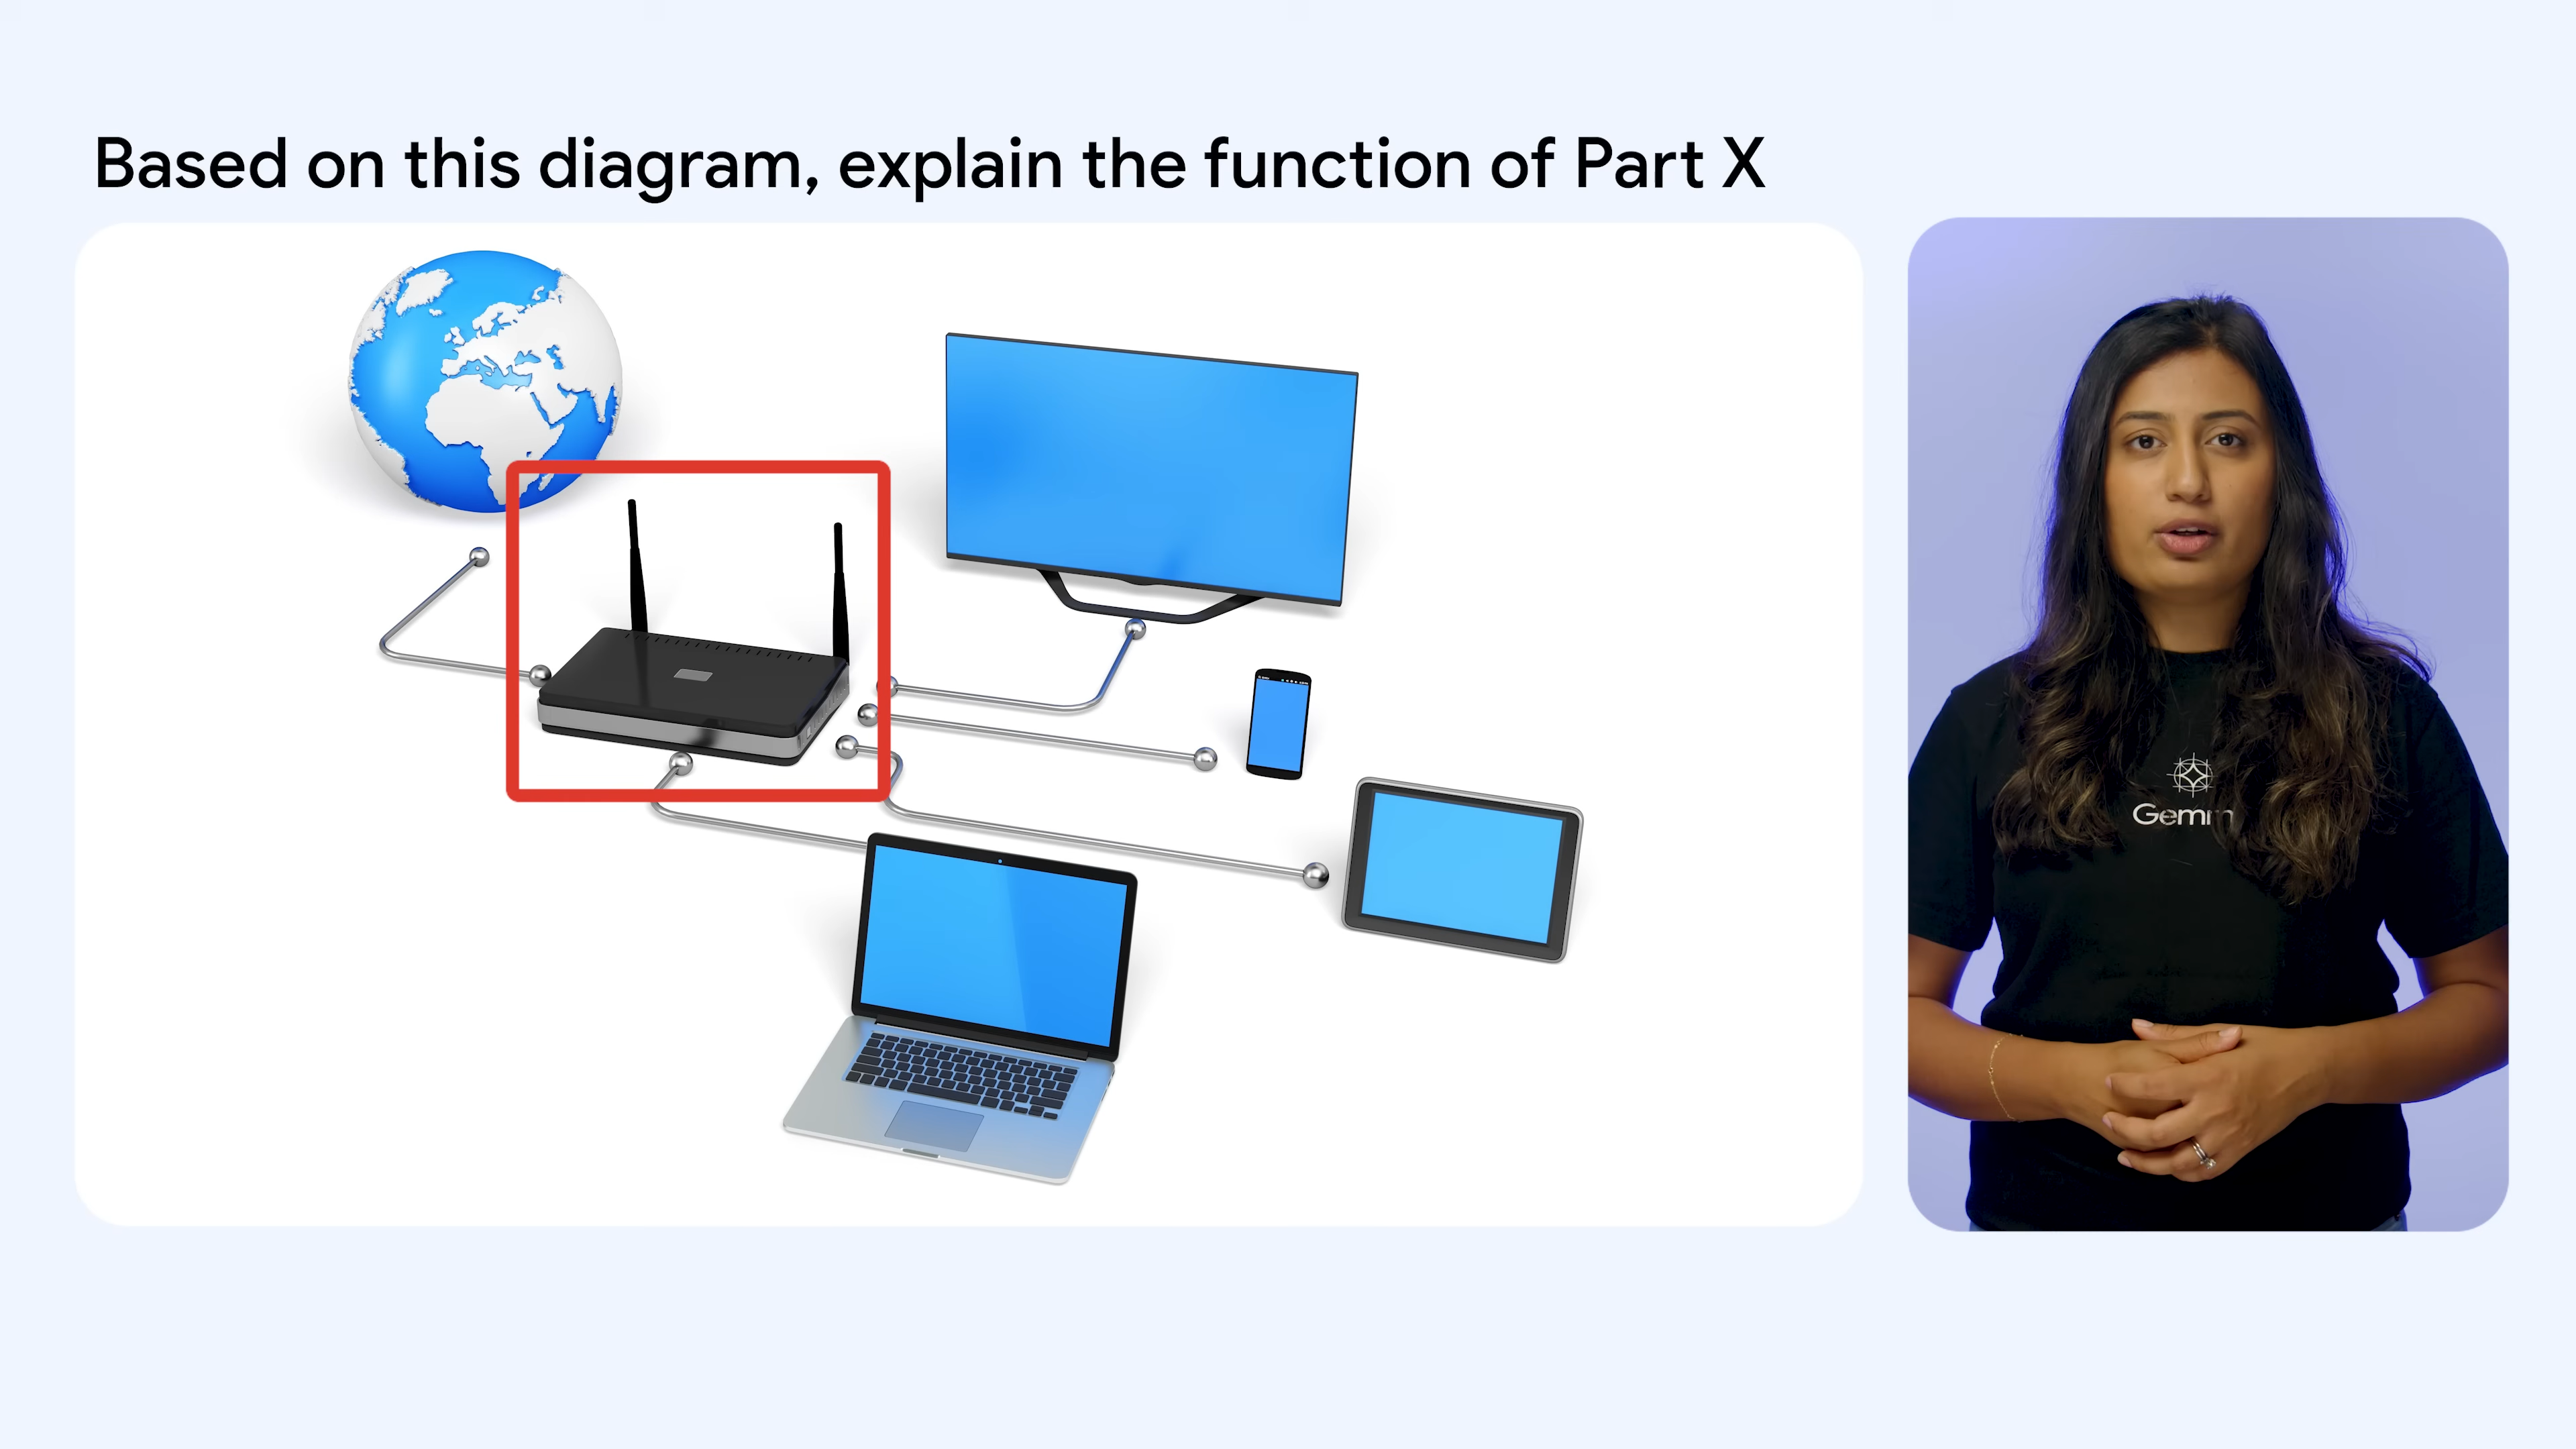 Based on this diagram, explain the function of Part X